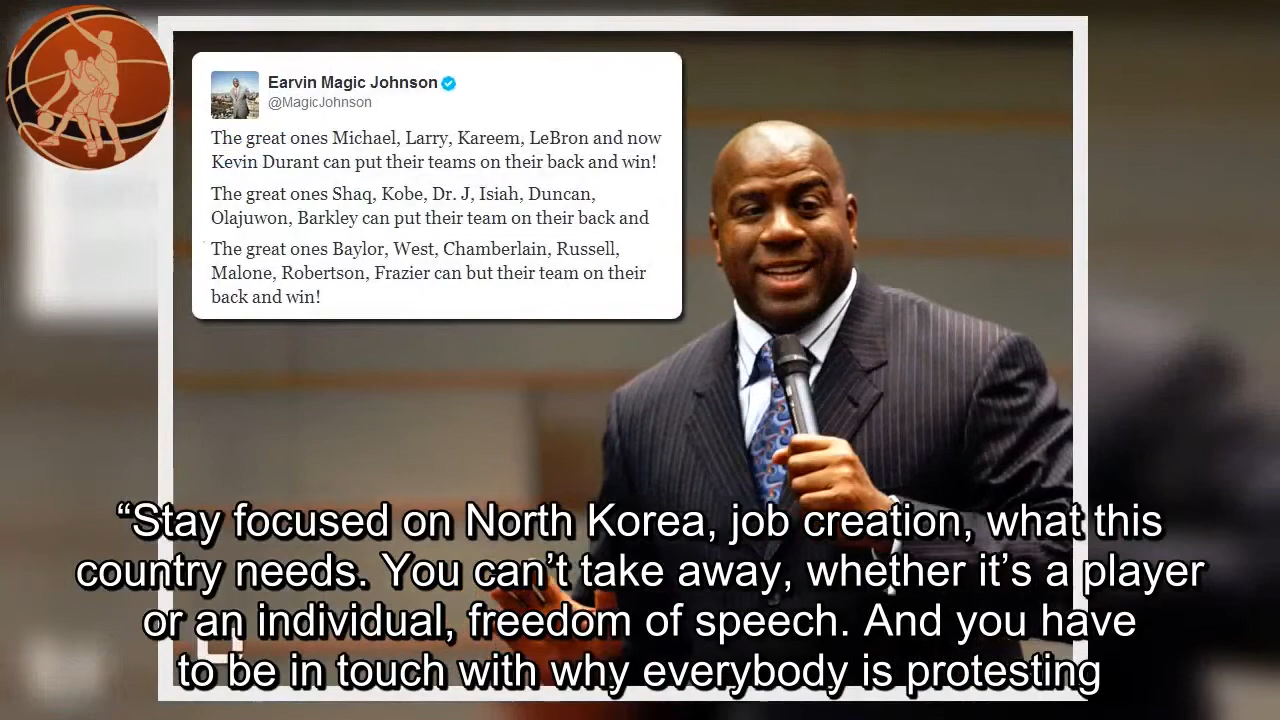 Earvin Magic Johnson
@MagicJohnson
The great ones Michael, Larry, Kareem, LeBron and now
Kevin Durant can put their teams on their back and win!
The great ones Shaq, Kobe, Dr. J, Isiah, Duncan,
Olajuwon, Barkley can put their team on their back and
The great ones Baylor, West, Chamberlain, Russell,
Malone, Robertson, Frazier can but their team on their
back and win!
“Stay focused on North Korea, job creation, what this
country needs. You can’t take away, whether it’s a player
or an individual, freedom of speech. And you have
to be in touch with why everybody is protesting